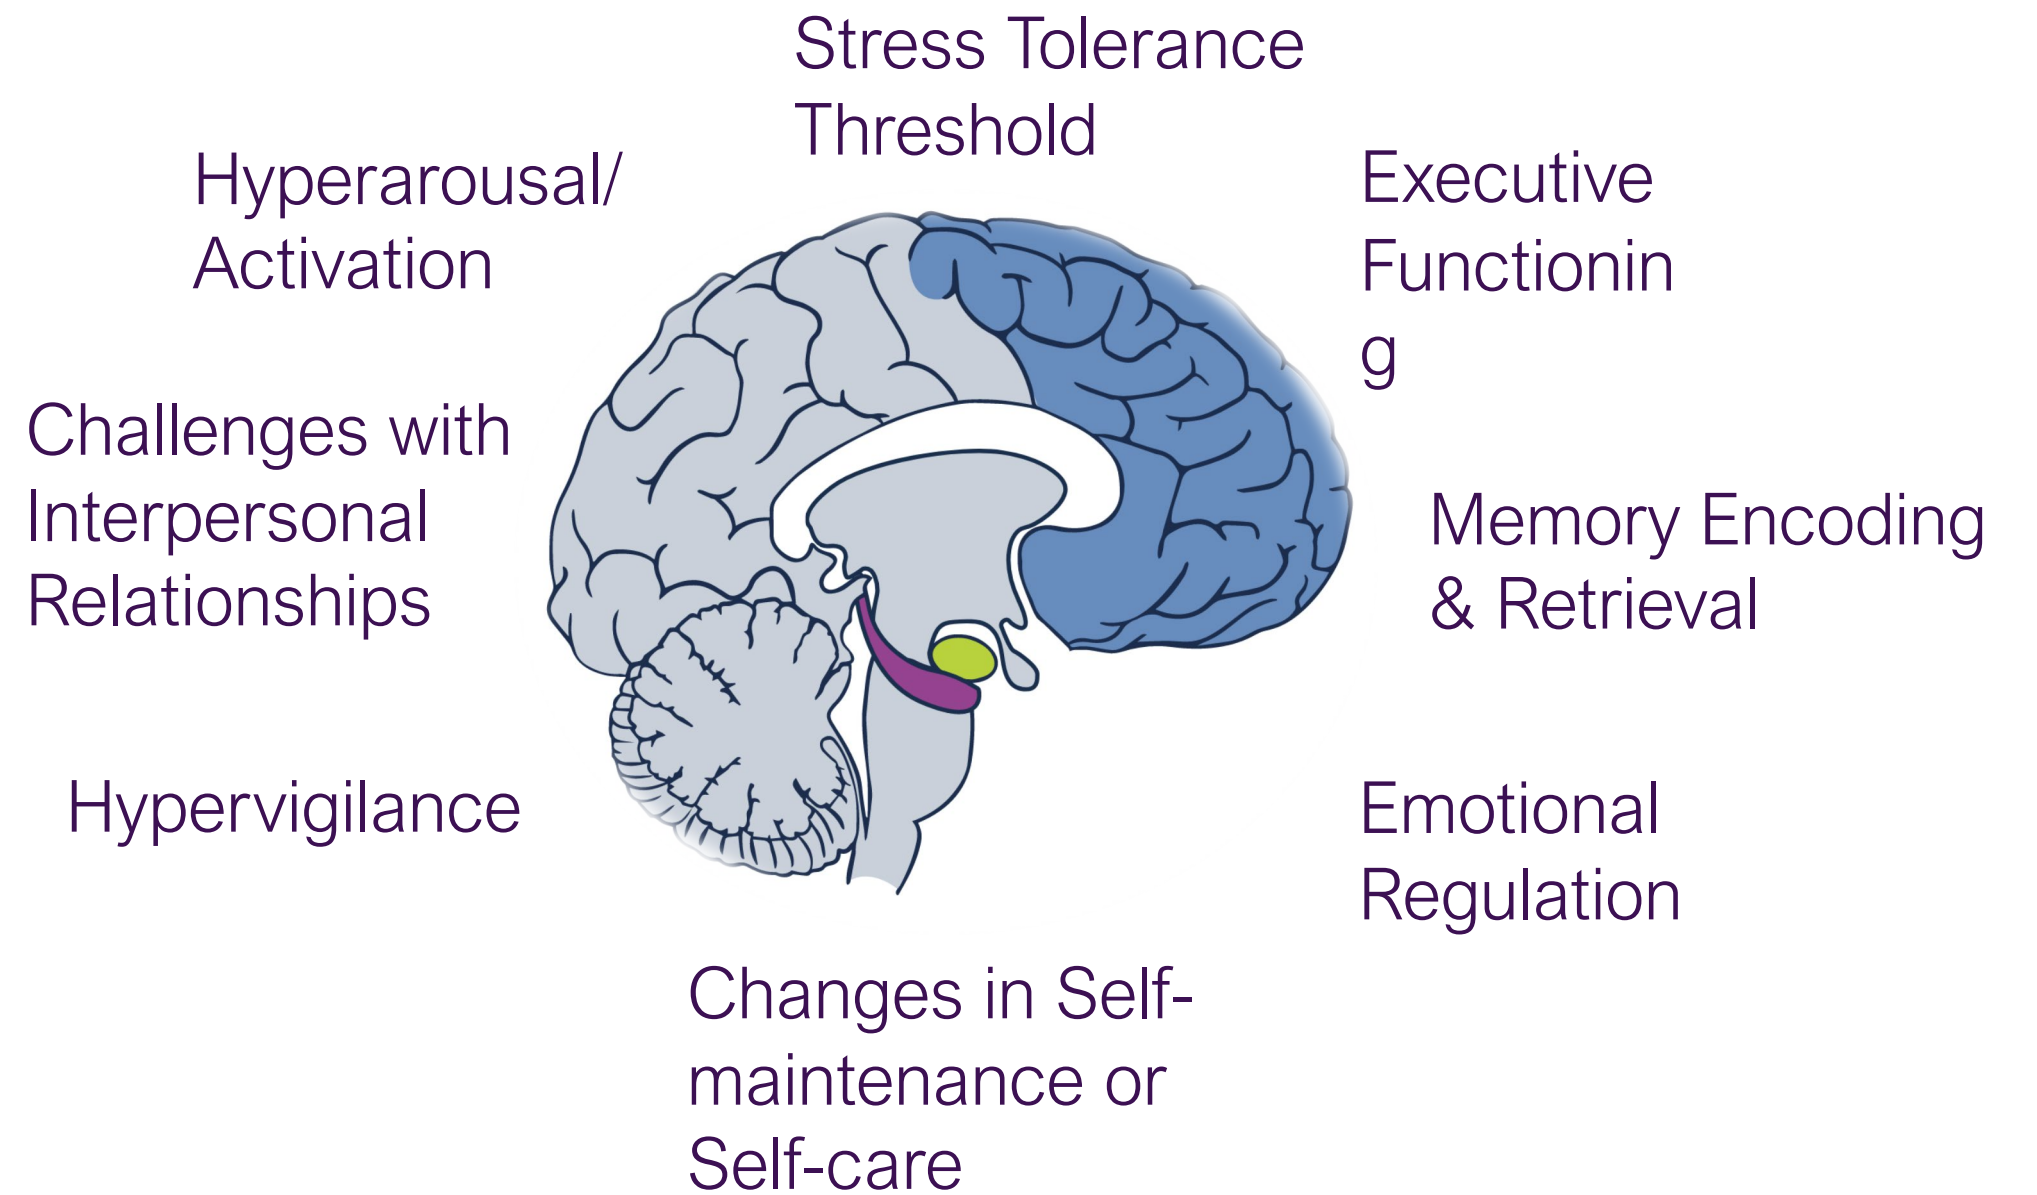 Stress Tolerance
Threshold
Hyperarousal/
Activation
Executive
Functionin
g
Challenges with
Interpersonal
Relationships
Memory Encoding
& Retrieval
Hypervigilance
Emotional
Regulation
Changes in Self-
maintenance or
Self-care